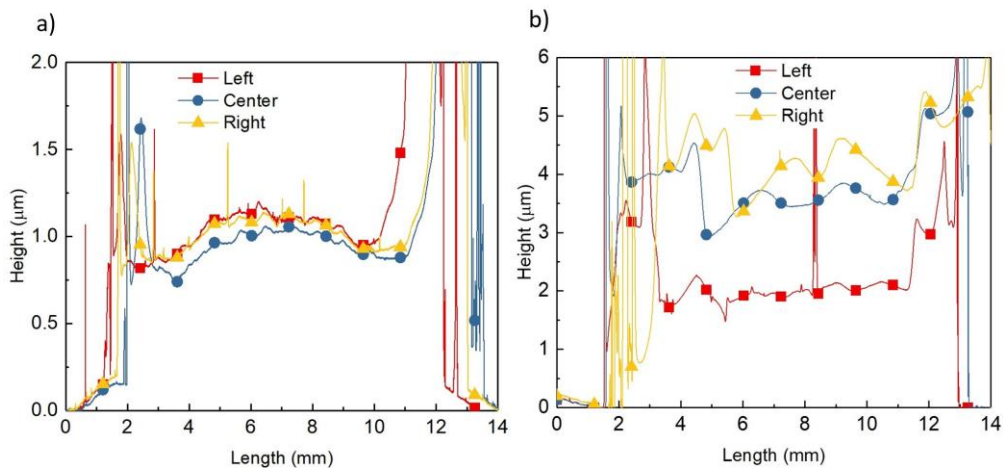 a)
2.0
1.5
1.0
0.5
0.0
Height (μm)
Left
Center
Right
0 2 4 6 8 10 12 14
Length (mm)
b)
6
5
4
3
2
1
0
Height (μm)
Left
Center
Right
0 2 4 6 8 10 12 14
Length (mm)